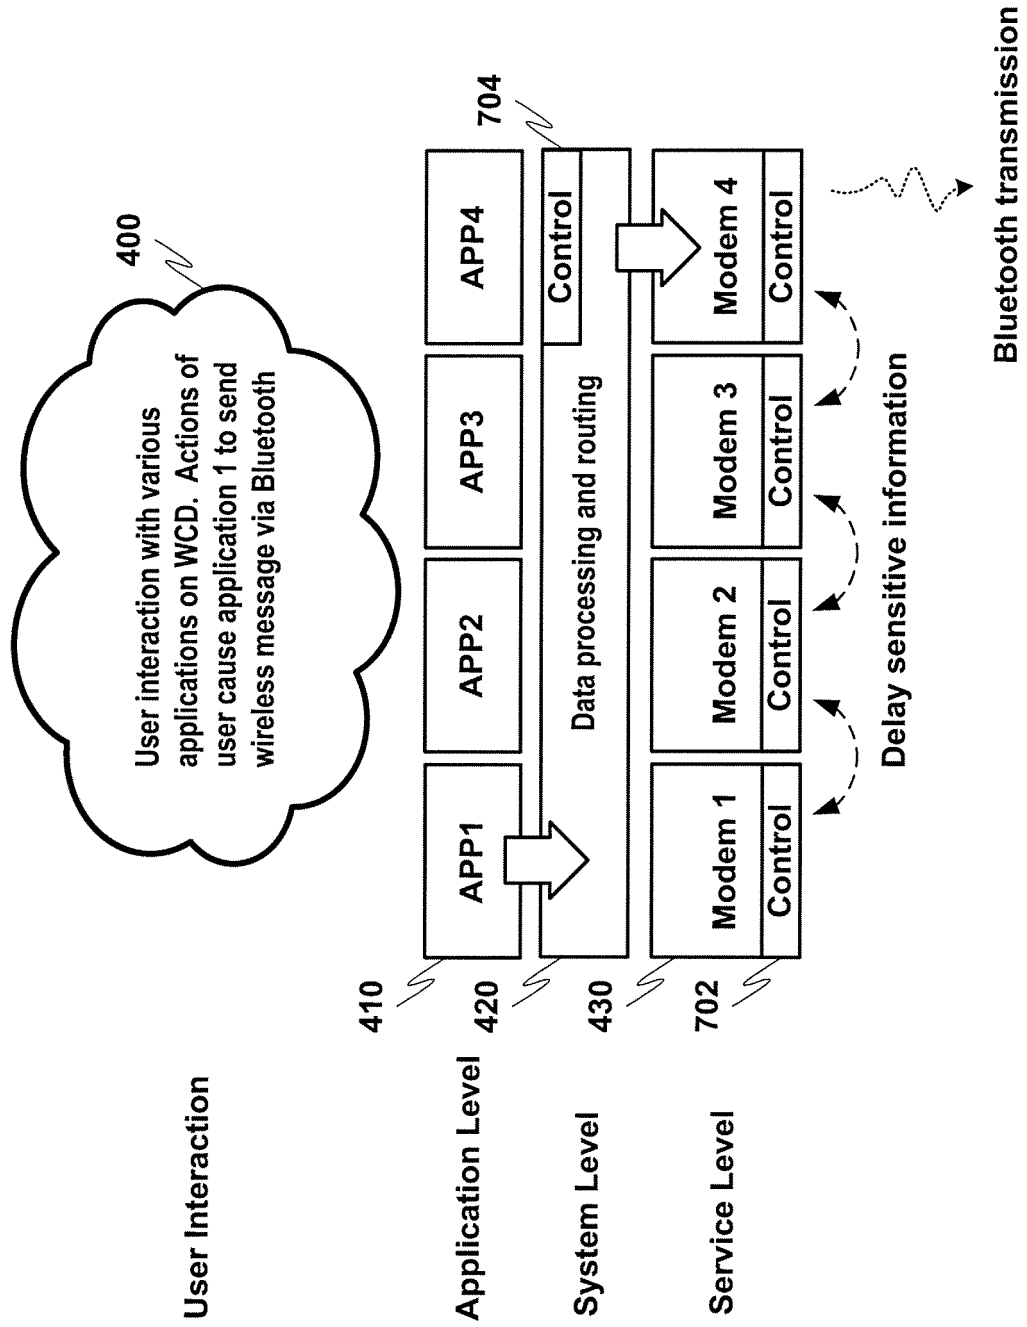 User Interaction
User interaction with various
applications on WCD. Actions of
user cause application 1 to send
wireless message via Bluetooth
400
Application Level
410
APP1
APP2
APP3
APP4
704
System Level
420
Data processing and routing
Control
Service Level
430
Modem 1
Modem 2
Modem 3
Modem 4
702
Control
Control
Control
Control
Delay sensitive information
Bluetooth transmission